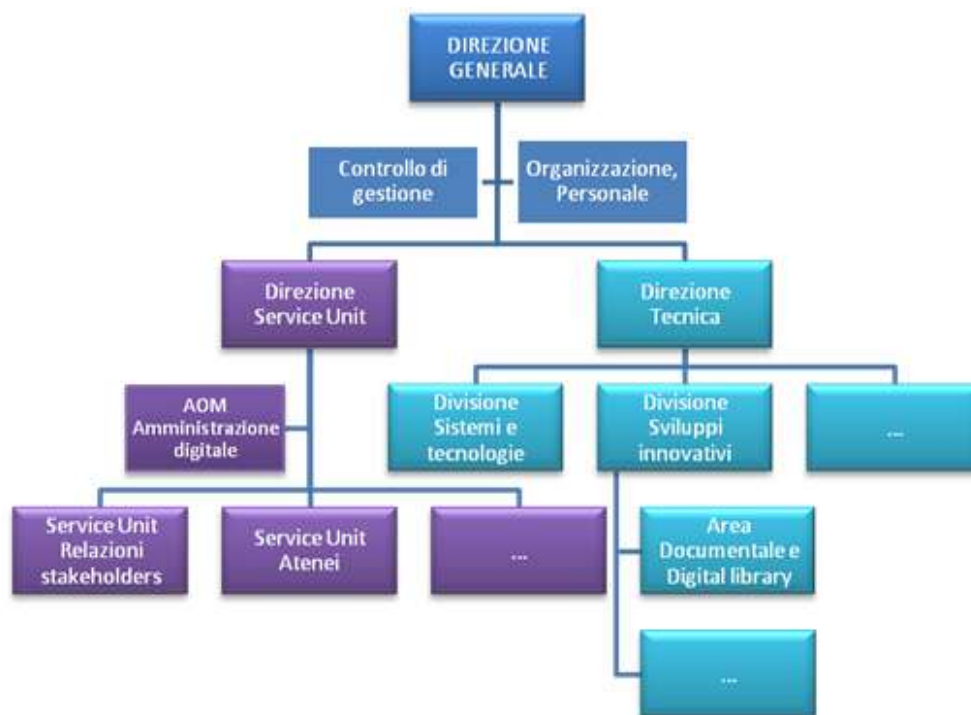 DIREZIONE
GENERALE
Controllo di
gestione
Organizzazione,
Personale
Direzione
Service Unit
Direzione
Tecnica
AOM
Amministrazione
digitale
Divisione
Sistemi e
tecnologie
Divisione
Sviluppi
innovativi
...
Service Unit
Relazioni
stakeholders
Service Unit
Atenei
...
Area
Documentale e
Digital library
...